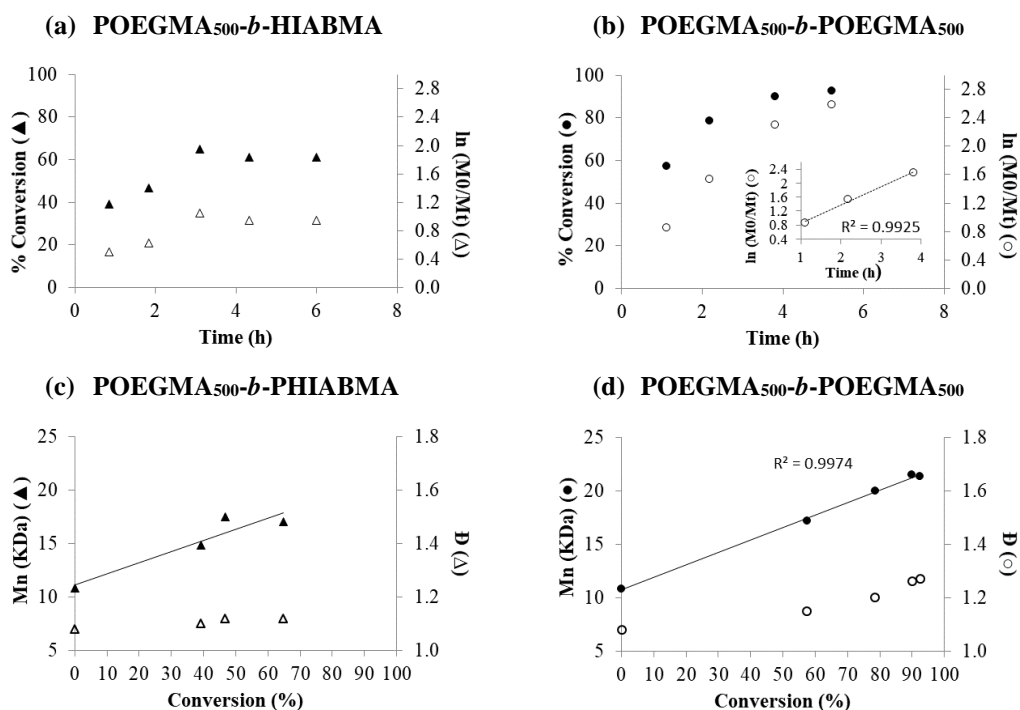 (a) POEGMA500-b-HIABMA
(b) POEGMA500-b-POEGMA500
100
80
60
40
20
0
% Conversion (▲)
2.8
2.4
2.0
1.6
1.2
0.8
0.4
0.0
ln (M0/Mt) (△)
0 2 4 6 8
Time (h)
100
80
60
40
20
0
% Conversion (●)
2.8
2.4
2.0
1.6
1.2
0.8
0.4
0.0
ln (M0/Mt) (○)
2.4
2
1.6
1.2
0.8
0.4
ln (M0/Mt) (○)
R² = 0.9925
1 2 3 4
Time (h)
0 2 4 6 8
Time (h)
(c) POEGMA500-b-PHIABMA
(d) POEGMA500-b-POEGMA500
25
20
15
10
5
Mn (KDa) (▲)
1.8
1.6
1.4
1.2
1.0
Đ (△)
0 10 20 30 40 50 60 70 80 90 100
Conversion (%)
25
20
15
10
5
Mn (KDa) (●)
R² = 0.9974
1.8
1.6
1.4
1.2
1.0
Đ (○)
0 10 20 30 40 50 60 70 80 90 100
Conversion (%)